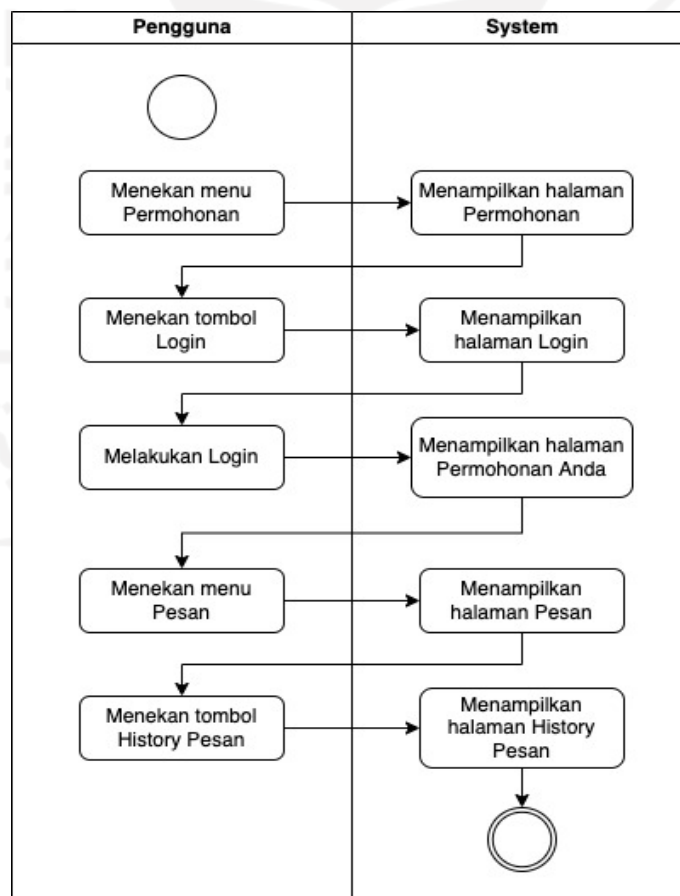 Pengguna
System
Menekan menu
Permohonan
Menampilkan halaman
Permohonan
Menekan tombol
Login
Menampilkan
halaman Login
Melakukan Login
Menampilkan halaman
Permohonan Anda
Menekan menu
Pesan
Menampilkan
halaman Pesan
Menekan tombol
History Pesan
Menampilkan
halaman History
Pesan